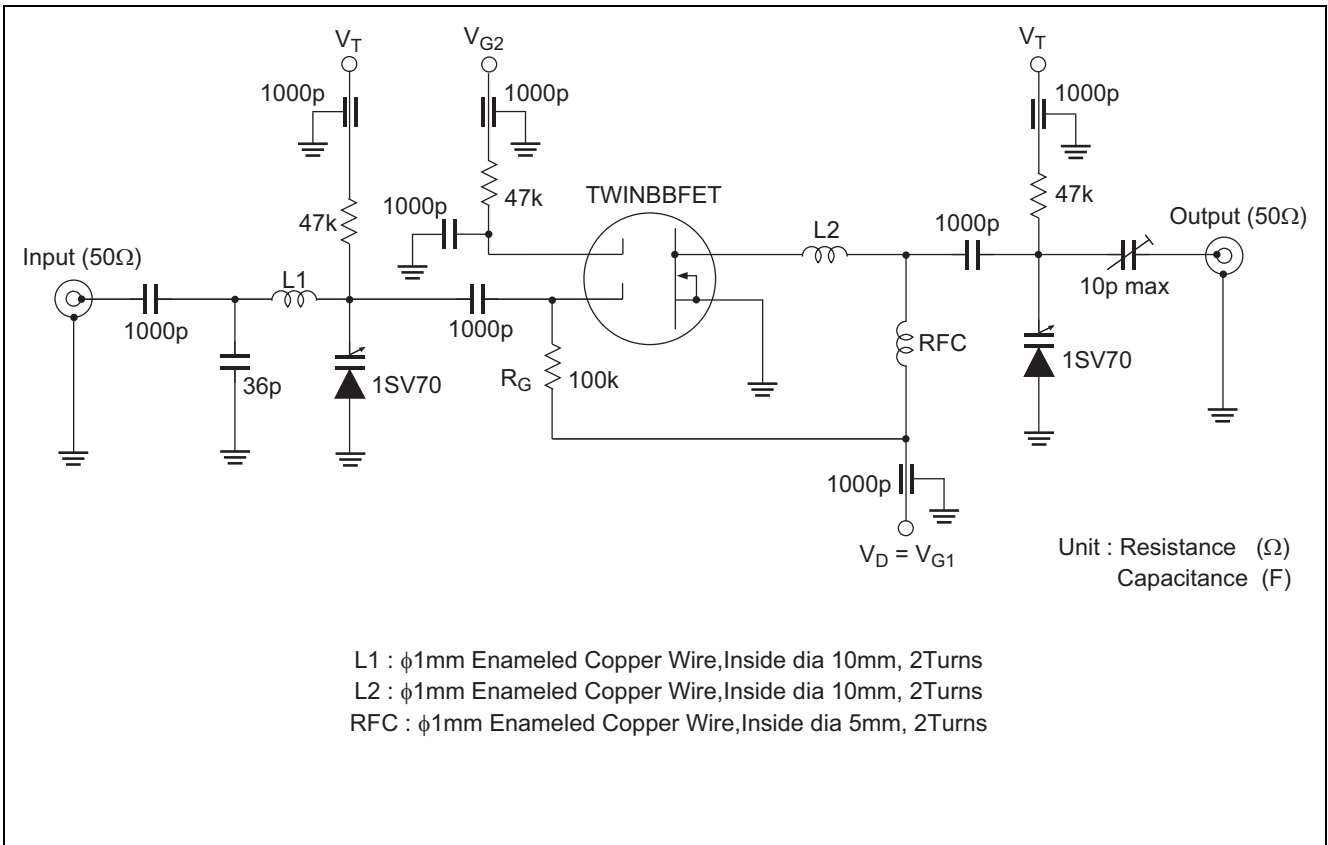 V_T
V_G2
V_T
1000p
1000p
1000p
TWINBBFET
47k
47k
47k
1000p
1000p
L2
Output (50Ω)
Input (50Ω)
L1
10p max
1000p
1000p
RFC
36p
1SV70
R_G
100k
1SV70
1000p
V_D = V_G1
Unit : Resistance (Ω)
Capacitance (F)
L1 : ϕ1mm Enameled Copper Wire,Inside dia 10mm, 2Turns
L2 : ϕ1mm Enameled Copper Wire,Inside dia 10mm, 2Turns
RFC : ϕ1mm Enameled Copper Wire,Inside dia 5mm, 2Turns